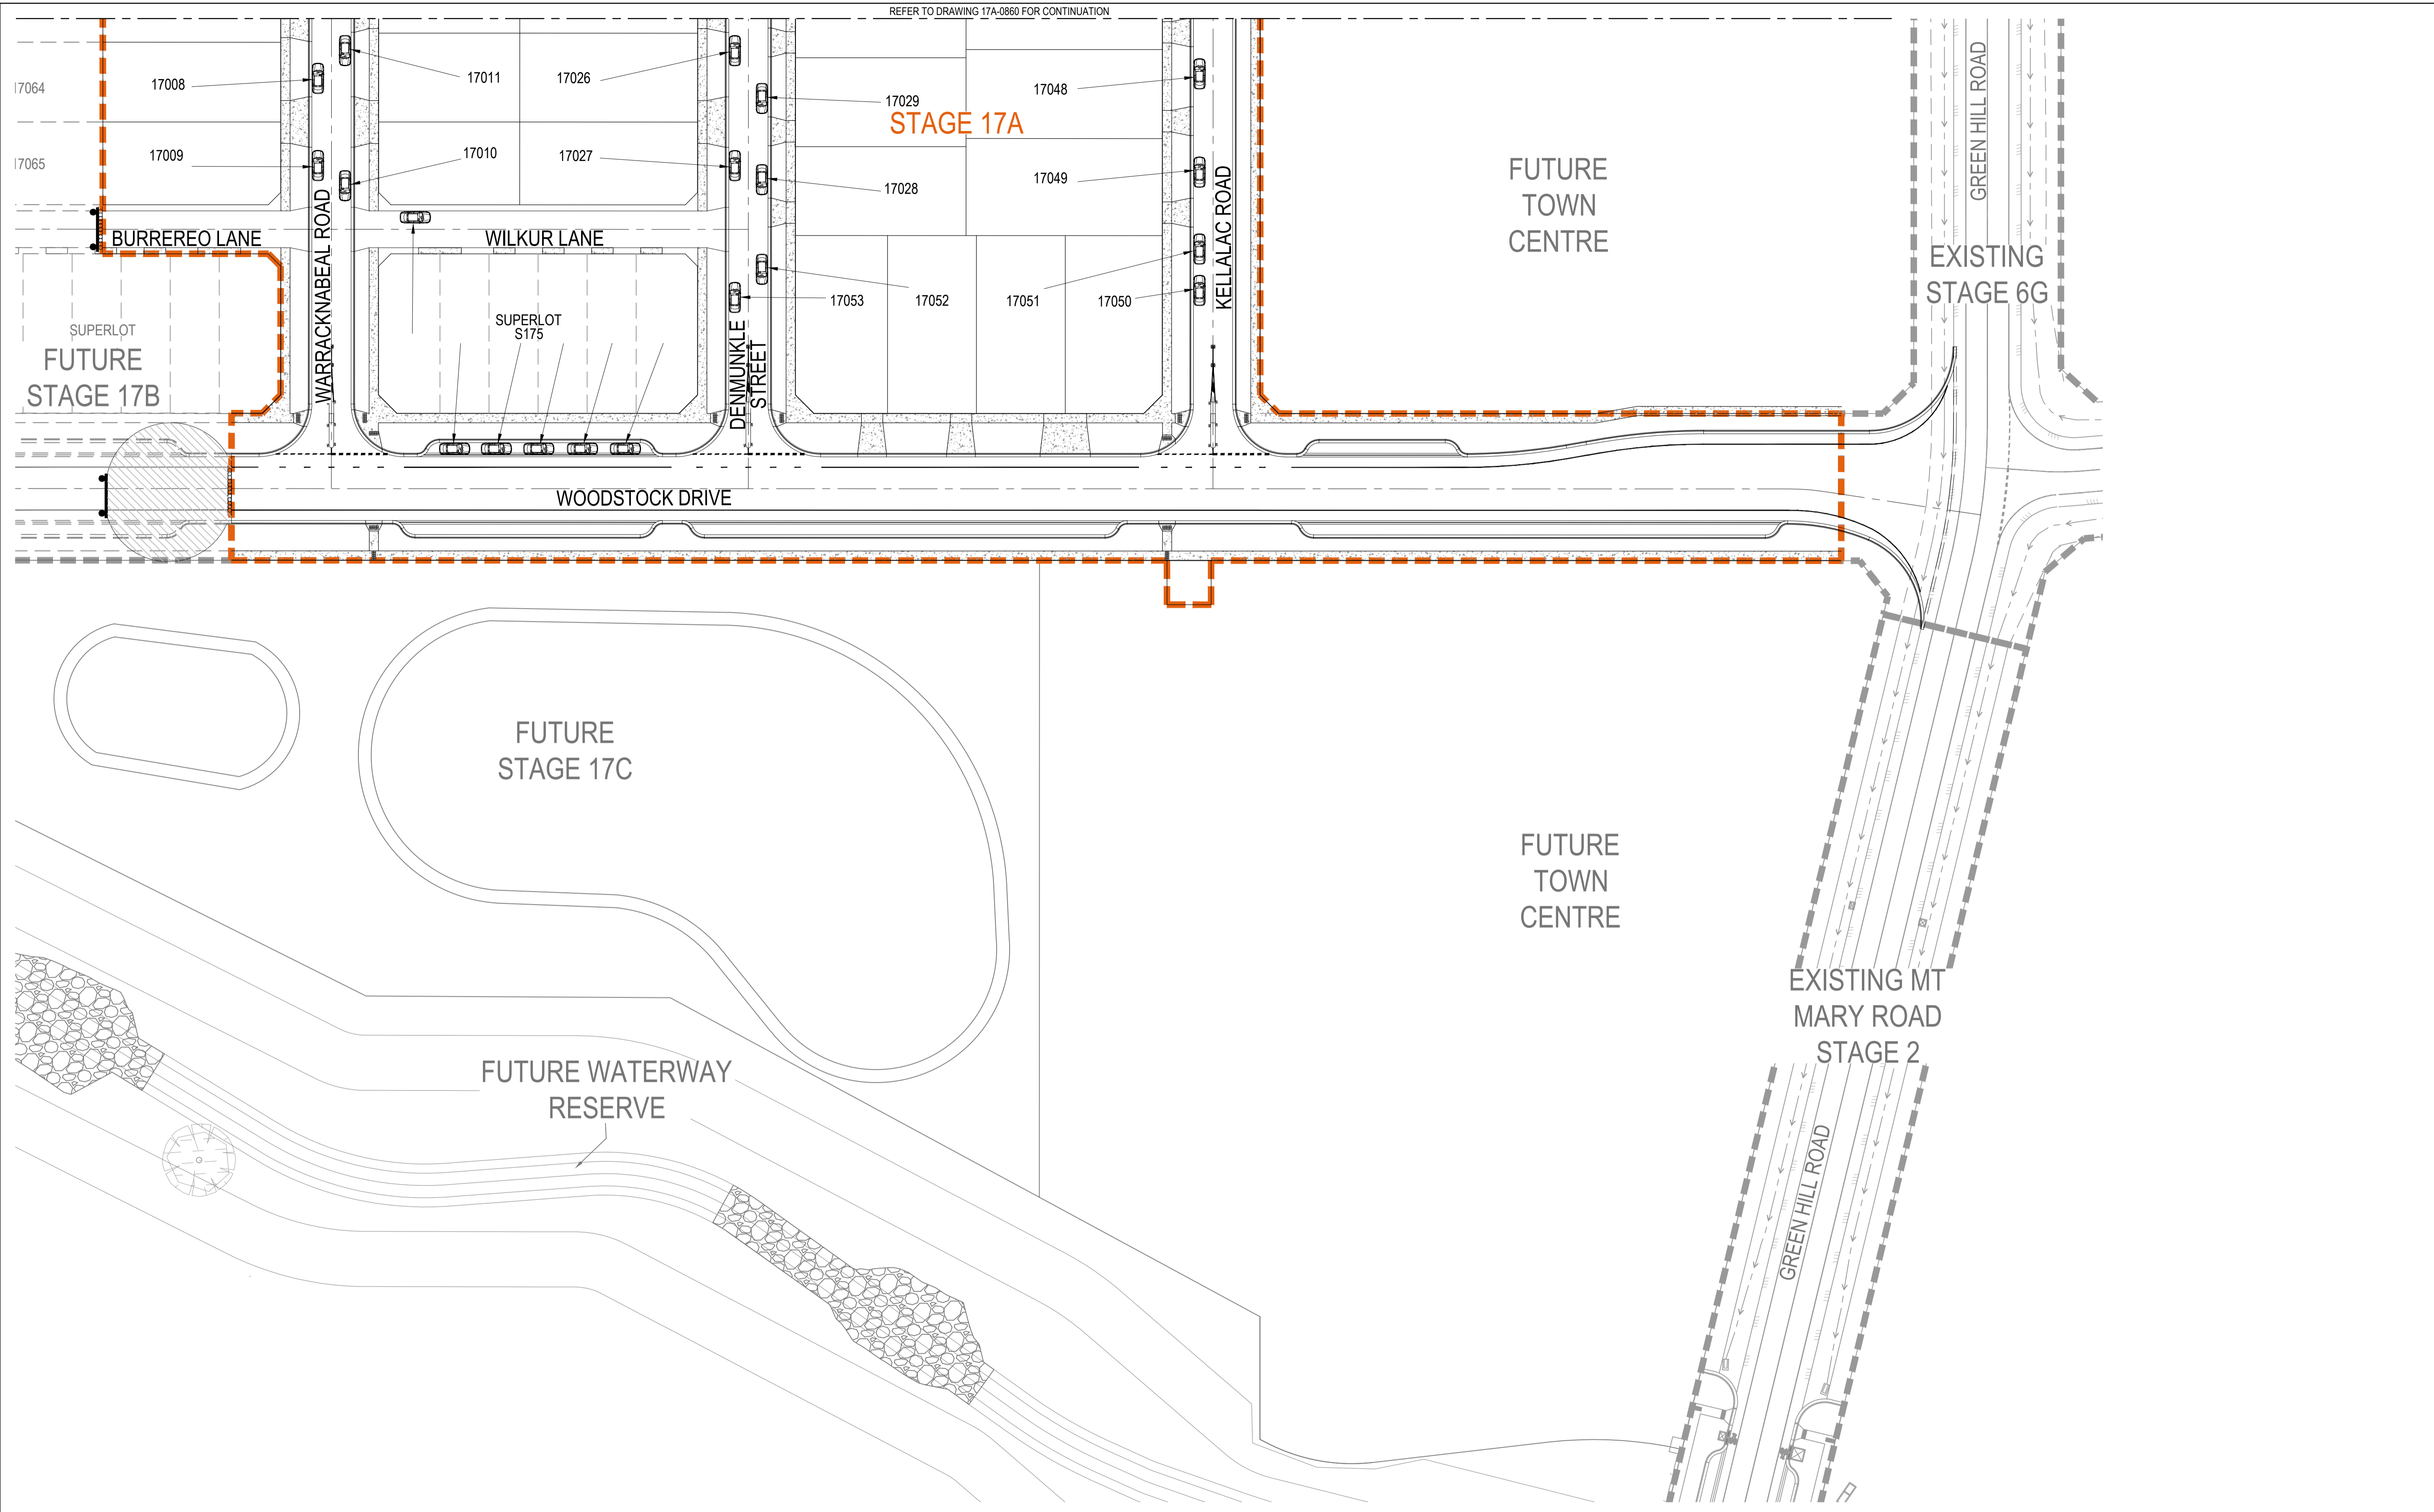 REFER TO DRAWING 17A-0860 FOR CONTINUATION
17064
17065
17008
17009
17011
17010
17026
17027
17029
STAGE 17A
17028
17048
17049
BURREREO LANE
WARRACKNABEAL ROAD
WILKUR LANE
DENMUNKLE
STREET
KELLALAC ROAD
17053
17052
17051
17050
SUPERLOT
S175
SUPERLOT
FUTURE
STAGE 17B
WOODSTOCK DRIVE
FUTURE
TOWN
CENTRE
GREEN HILL ROAD
EXISTING
STAGE 6G
FUTURE
STAGE 17C
FUTURE
TOWN
CENTRE
EXISTING MT
MARY ROAD
STAGE 2
FUTURE WATERWAY
RESERVE
GREEN HILL ROAD